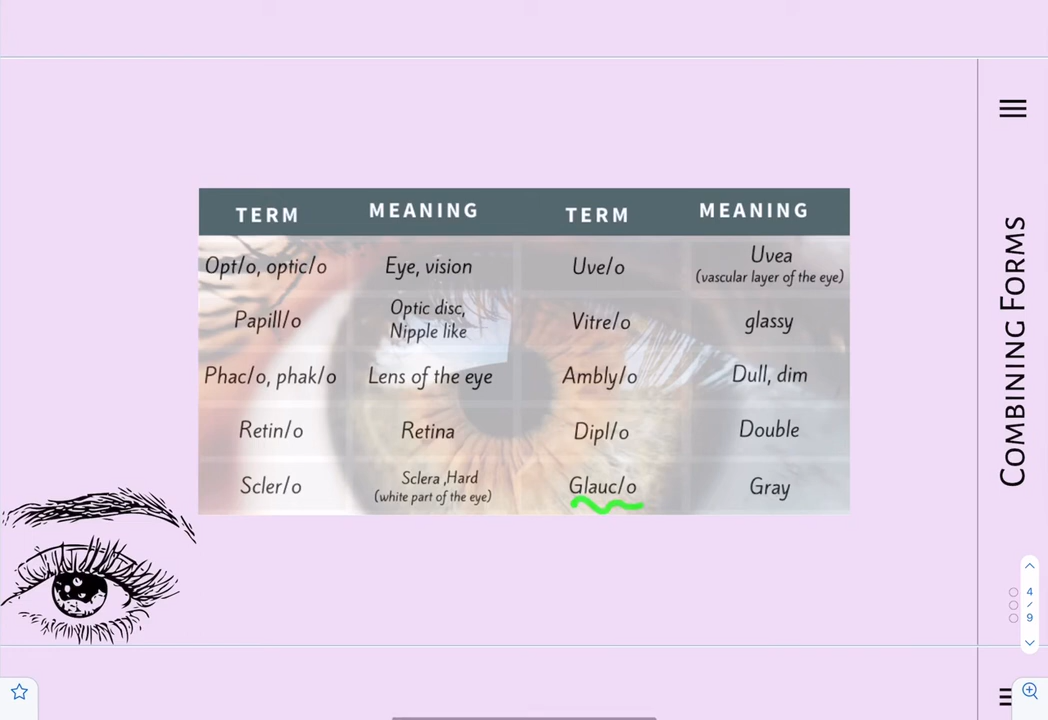 TERM MEANING TERM MEANING
Opt/o, optic/o Eye, vision Uve/o Uvea
(vascular layer of the eye)
Papill/o Optic disc,
Nipple like Vitre/o glassy
Phac/o, phak/o Lens of the eye Ambly/o Dull, dim
Retin/o Retina Dipl/o Double
Scler/o Sclera ,Hard
(white part of the eye) Glauc/o Gray
COMBINING FORMS
4
/
9